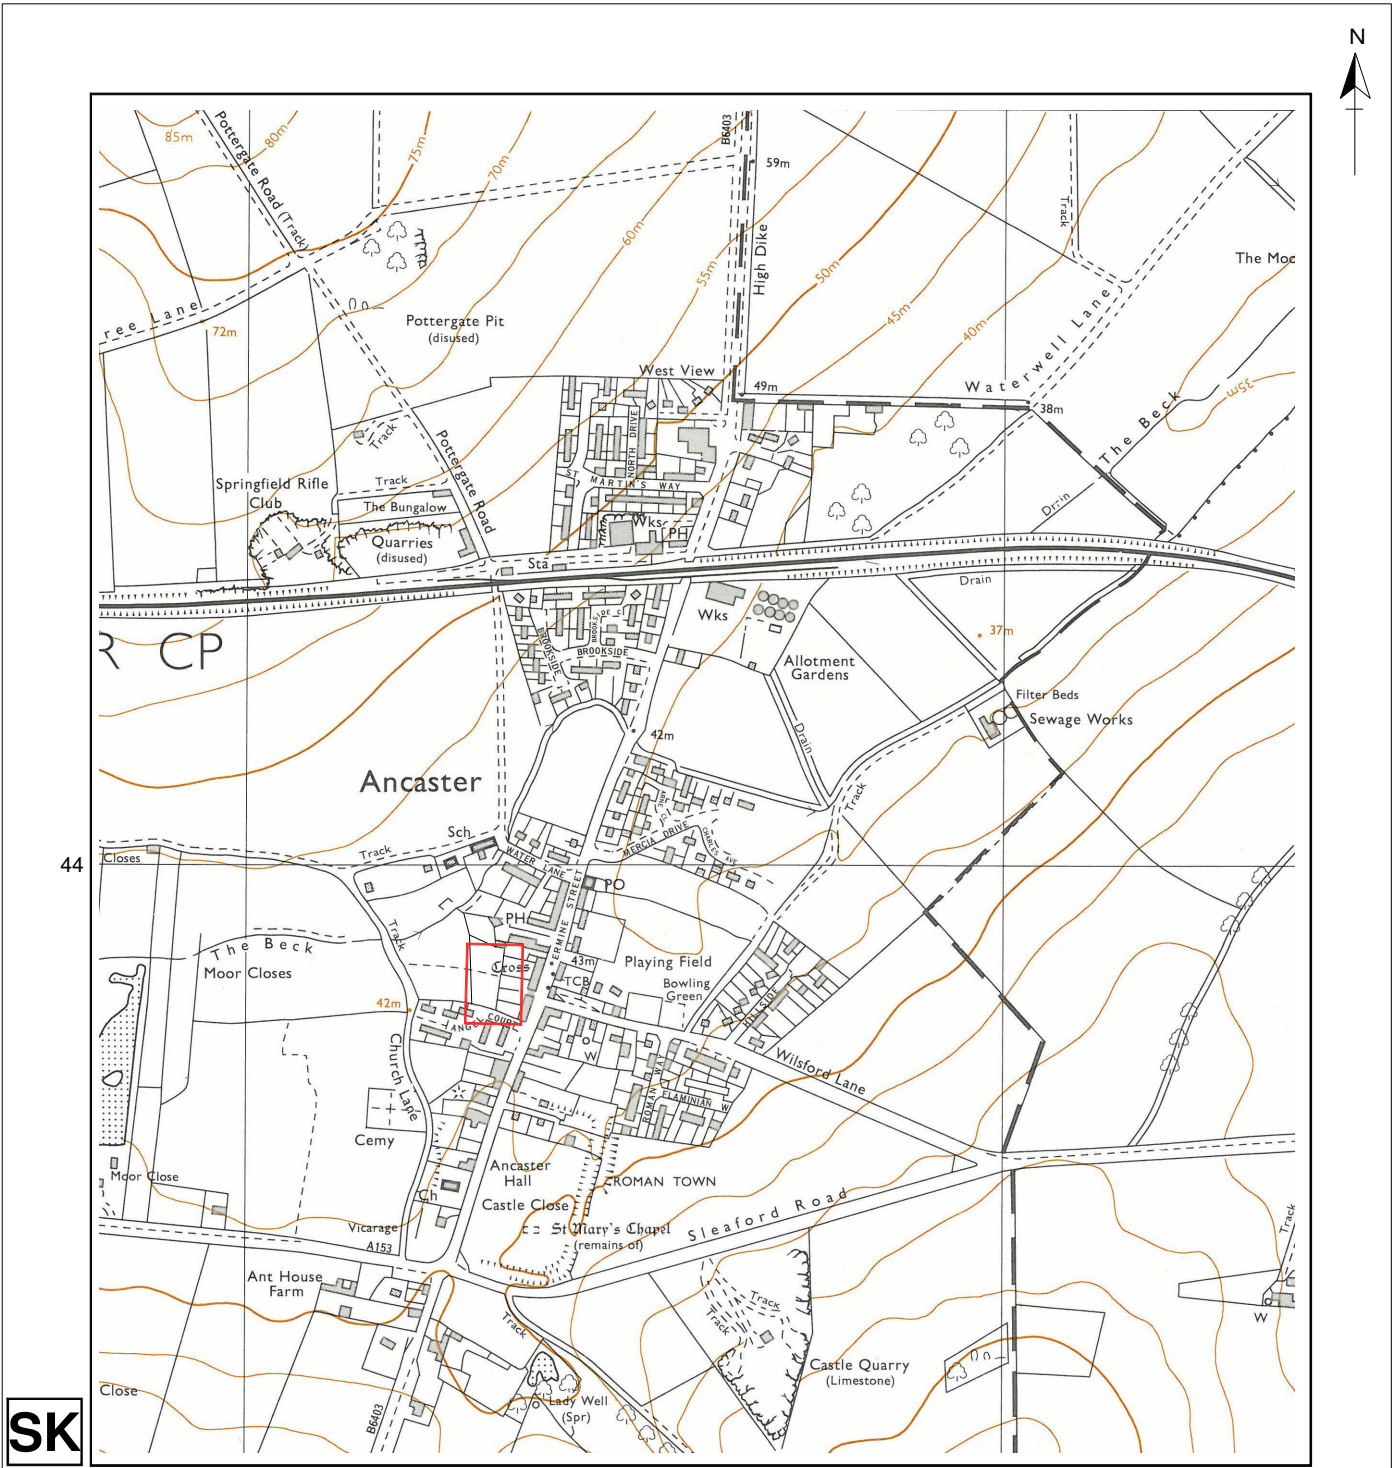 N
85m
80m
75m
70m
Pottergate Road (Track)
B6403
59m
60m
55m
High Dike
50m
45m
40m
Track
The Moo
ree Lane
72m
Pottergate Pit
(disused)
Waterwell Lane
35m
West View
49m
38m
The Beck
Track
Pottergate Road
NORTH DRIVE
ST MARTIN'S WAY
Springfield Rifle
Club
Track
The Bungalow
Quarries
(disused)
Wks
PH
Drain
Sta
Drain
Wks
37m
R CP
BROOKSIDE C
BROOKSIDE
BROOKSIDE
Allotment
Gardens
Filter Beds
Sewage Works
42m
Drain
Ancaster
Track
Sch
MERCIA DRIVE
CHARLES AVE
Closes
Track
WATER LANE
44
PO
ERMINE STREET
PH
Track
The Beck
Moor Closes
Cross
43m
TCB
Playing Field
Bowling
Green
42m
ANGEL COURT
HILLSIDE
W
Church Lane
ROMAN WAY
Wilsford Lane
FLAMINIAN W
Cemy
Moor Close
Ancaster
Hall
ROMAN TOWN
Ch
Castle Close
Sleaford Road
Vicarage
A153
St Mary's Chapel
(remains of)
Track
Ant House
Farm
Track
Track
Track
W
Castle Quarry
(Limestone)
Close
B6403
Lady Well
(Spr)
SK